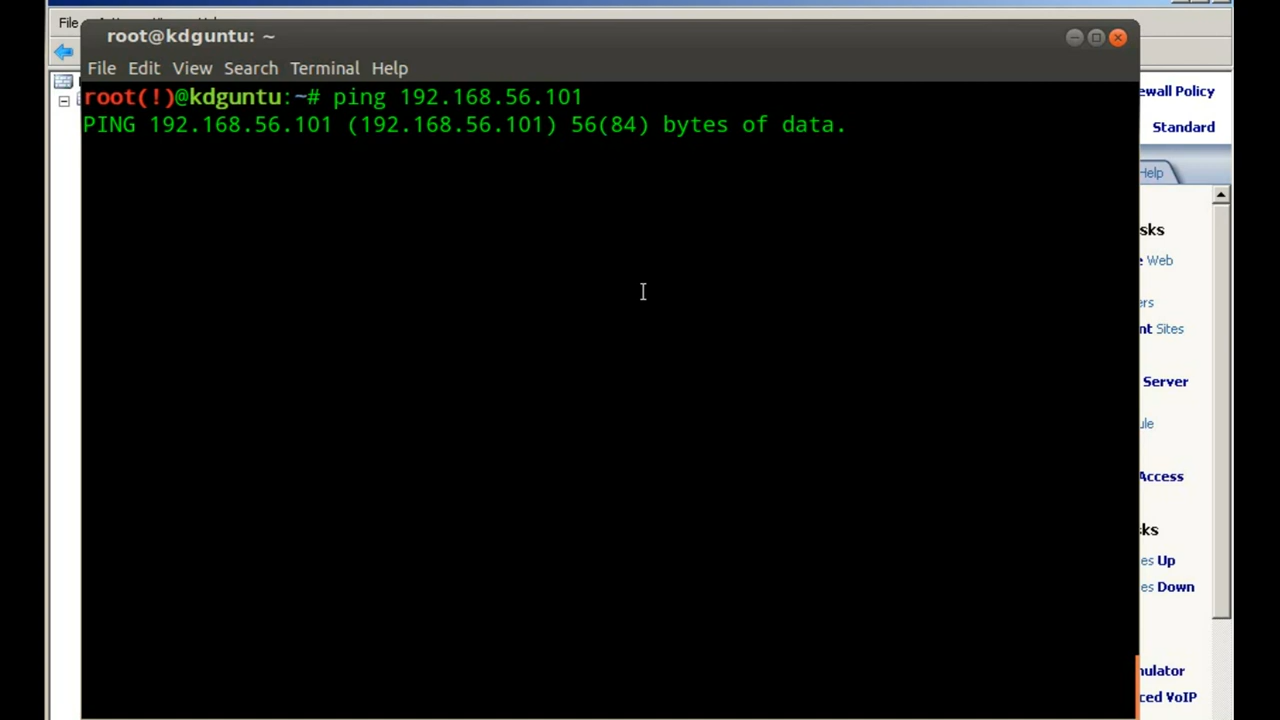 File
root@kdguntu: ~
File Edit View Search Terminal Help
root(!)@kdguntu:~# ping 192.168.56.101
PING 192.168.56.101 (192.168.56.101) 56(84) bytes of data.
ewall Policy
Standard
Help
sks
e Web
ers
nt Sites
Server
ule
Access
ks
es Up
es Down
nulator
ced VoIP